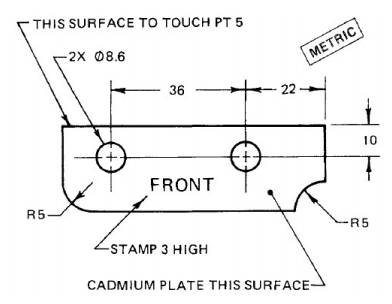 THIS SURFACE TO TOUCH PT 5
METRIC
2X Ø8.6
36
22
10
FRONT
R5
R5
STAMP 3 HIGH
CADMIUM PLATE THIS SURFACE